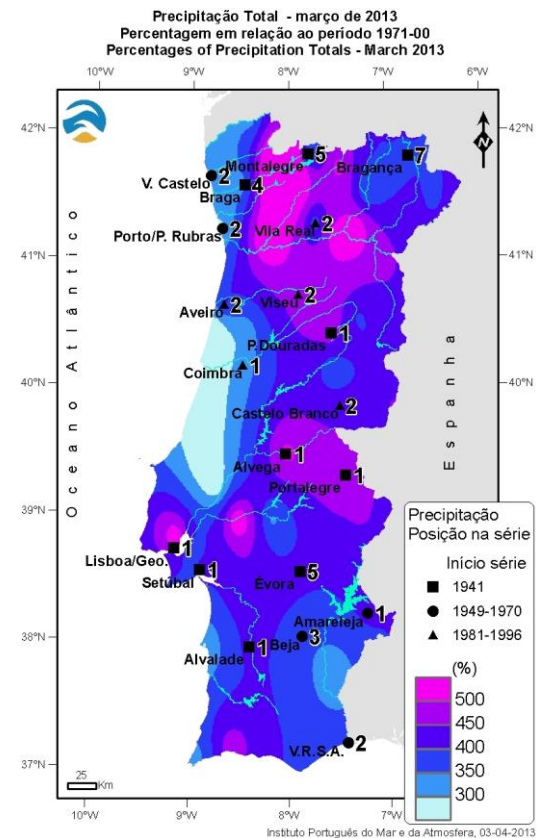 Precipitação Total - março de 2013
Percentagem em relação ao período 1971-00
Percentages of Precipitation Totals - March 2013
10°W 9°W 8°W 7°W 6°W
42°N 42°N
N
Montalegre 5
Bragança 7
V. Castelo 2
Braga 4
Porto/P. Rubras 2
Vila Real 2
41°N 41°N
Aveiro 2
Viseu 2
P.Douradas 1
Coimbra 1
40°N 40°N
Castelo Branco 2
Alvega 1
Portalegre 1
Oceano Atlântico
Espanha
39°N
Lisboa/Geo. 1
Setúbal 1
Évora 5
Amareleja 1
Beja 3
38°N
Alvalade 1
V.R.S.A. 2
37°N
25
Km
10°W 9°W 8°W 7°W
Precipitação
Posição na série
Início série
1941
1949-1970
1981-1996
(%)
500
450
400
350
300
Instituto Português do Mar e da Atmosfera, 03-04-2013